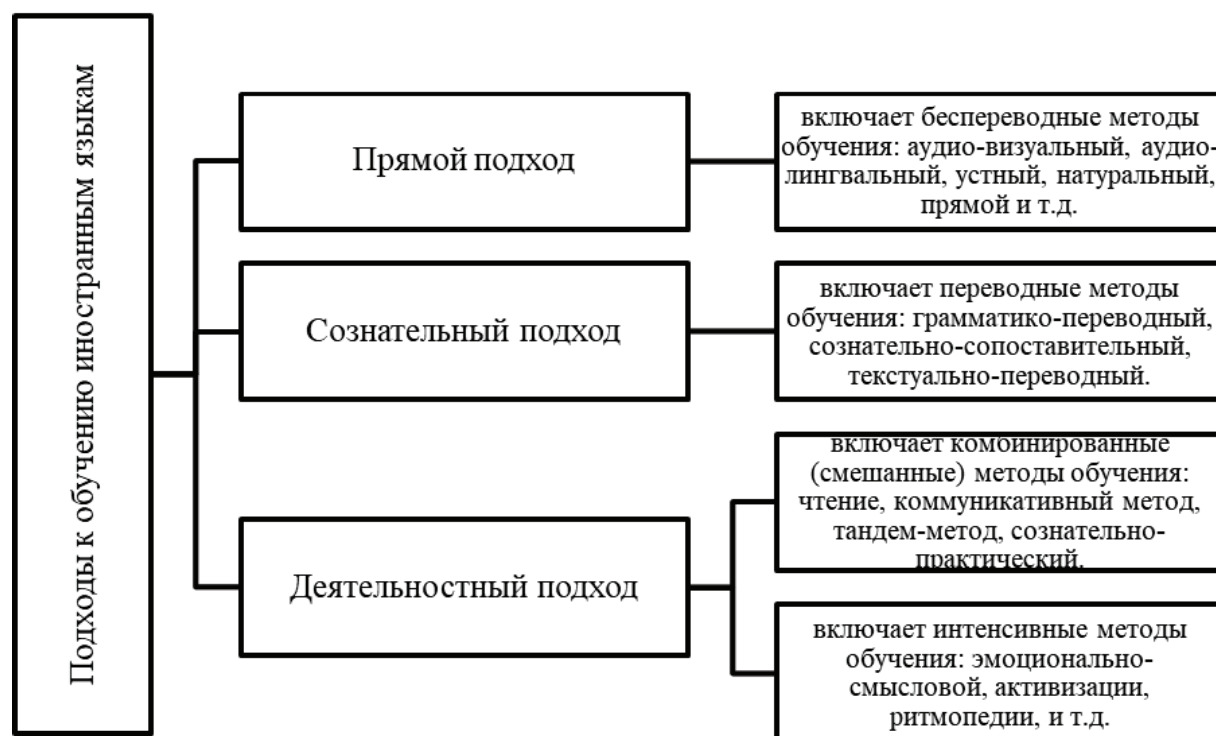 Подходы к обучению иностранным языкам
Прямой подход
включает беспереводные методы
обучения: аудио-визуальный, аудио-
лингвальный, устный, натуральный,
прямой и т.д.
Сознательный подход
включает переводные методы
обучения: грамматико-переводный,
сознательно-сопоставительный,
текстуально-переводный.
Деятельностный подход
включает комбинированные
(смешанные) методы обучения:
чтение, коммуникативный метод,
тандем-метод, сознательно-
практический.
включает интенсивные методы
обучения: эмоционально-
смысловой, активизации,
ритмопедии, и т.д.